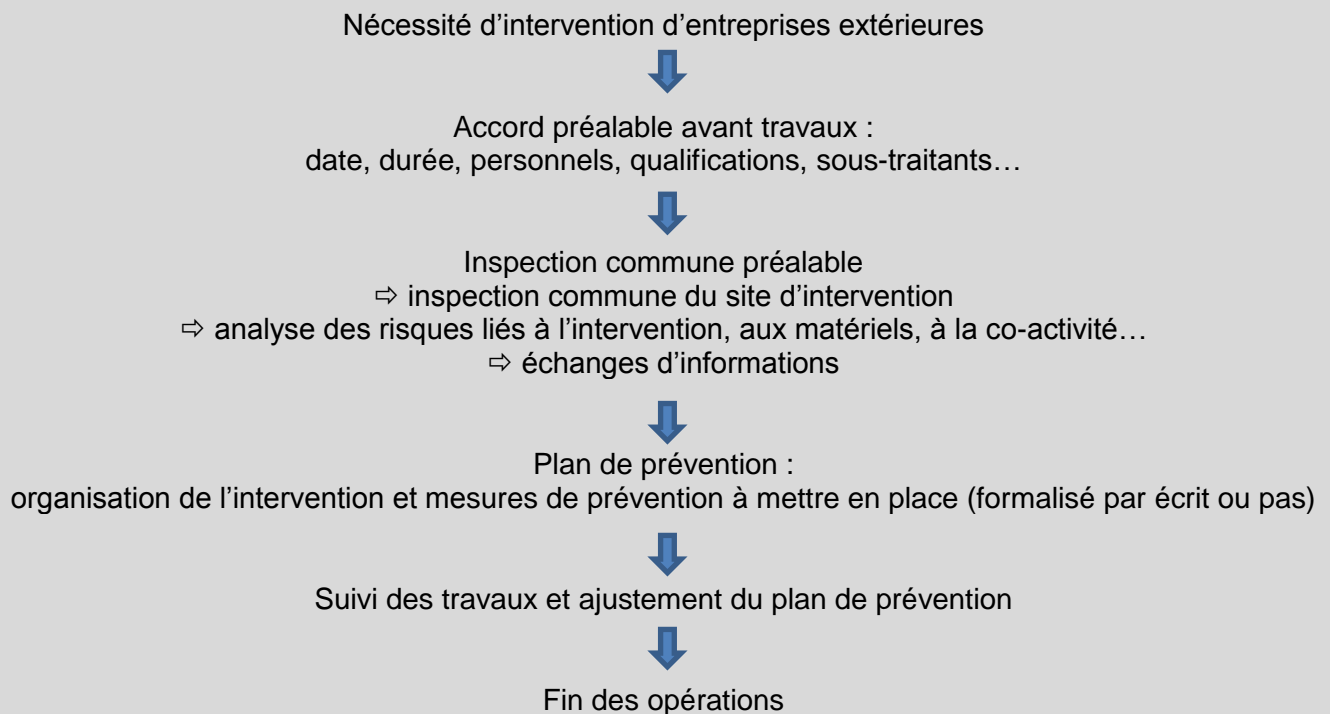 Nécessité d’intervention d’entreprises extérieures
Accord préalable avant travaux :
date, durée, personnels, qualifications, sous-traitants…
Inspection commune préalable
⇨ inspection commune du site d’intervention
⇨ analyse des risques liés à l’intervention, aux matériels, à la co-activité…
⇨ échanges d’informations
Plan de prévention :
organisation de l’intervention et mesures de prévention à mettre en place (formalisé par écrit ou pas)
Suivi des travaux et ajustement du plan de prévention
Fin des opérations